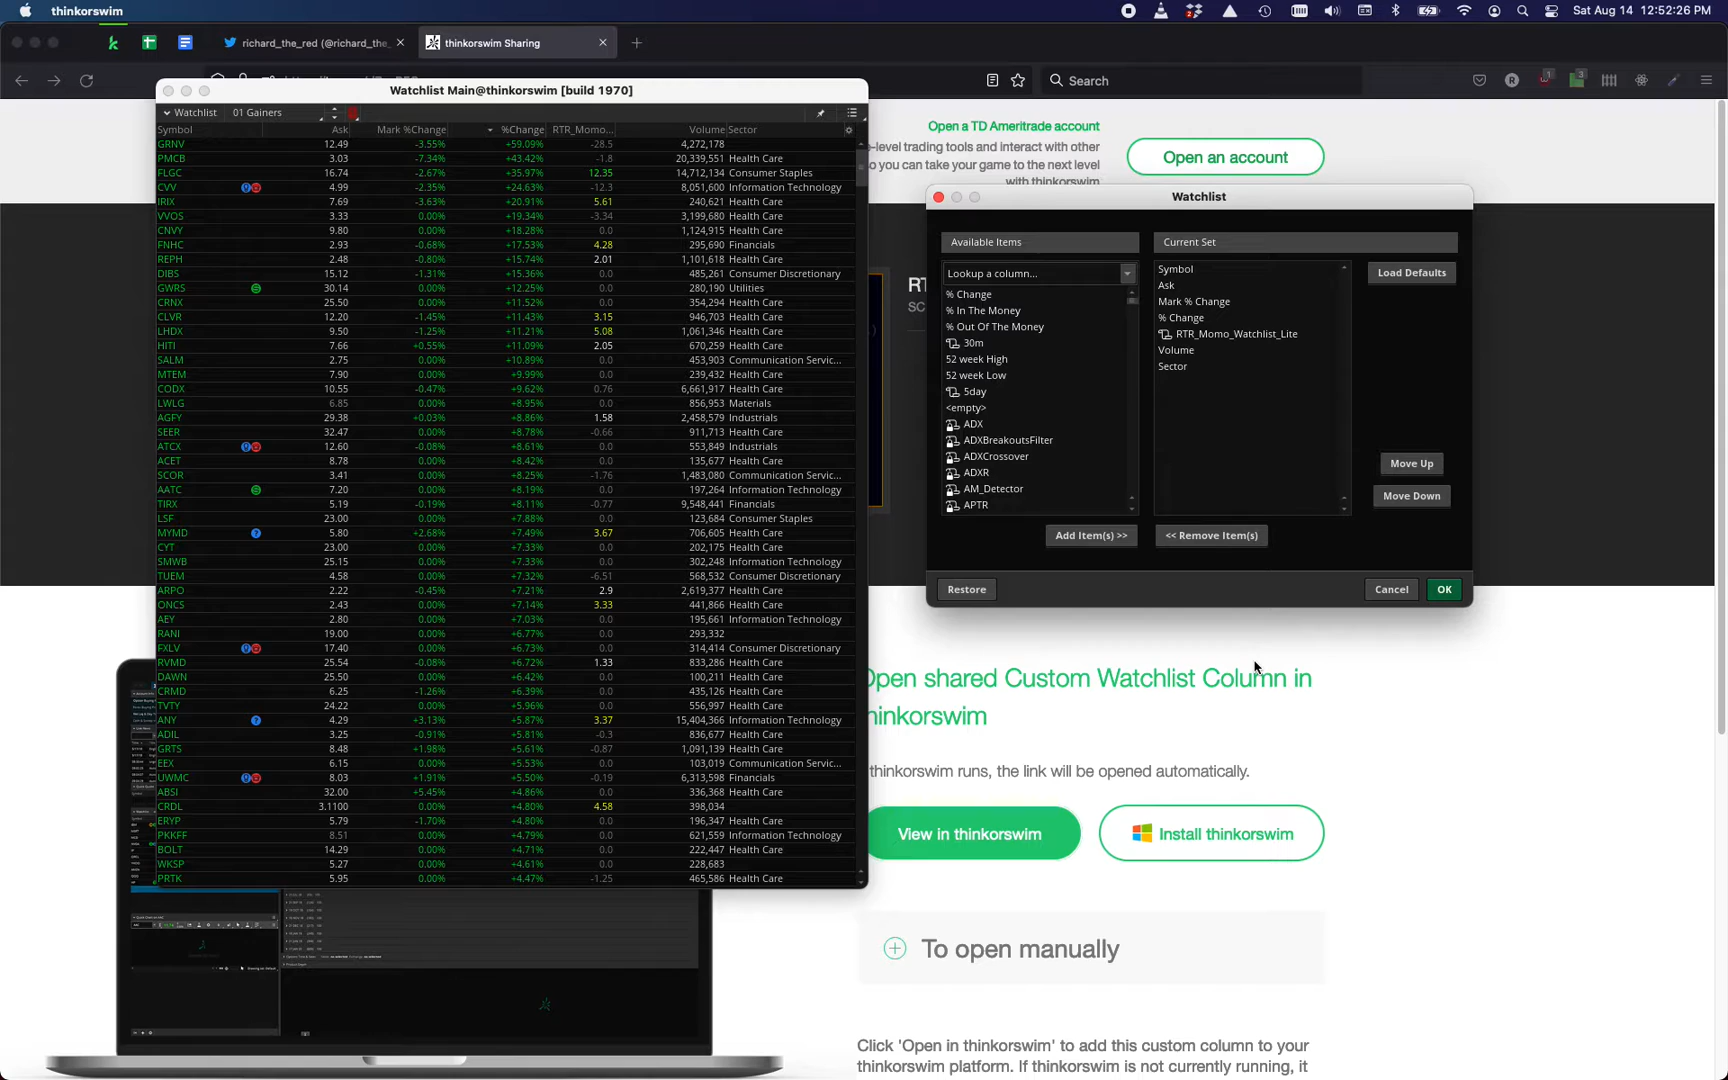 thinkorswim
Sat Aug 14 12:52:26 PM
richard_the_red (@richard_the_
thinkorswim Sharing
Search
Watchlist Main@thinkorswim [build 1970]
Watchlist 01 Gainers
Symbol Ask Mark %Change %Change RTR_Momo... Volume Sector
GRNV 12.49 -3.55% +59.09% -28.5 4,272,178
PMCB 3.03 -7.34% +43.42% -1.8 20,339,551 Health Care
FLGC 16.74 -2.67% +35.97% 12.35 14,712,134 Consumer Staples
CVV 4.99 -2.35% +24.63% -12.3 8,051,600 Information Technology
IRIX 7.69 -3.63% +20.91% 5.61 240,621 Health Care
VVOS 3.33 0.00% +19.34% -3.34 3,199,680 Health Care
CNVY 9.80 0.00% +18.28% 0.0 1,124,915 Health Care
FNHC 2.93 -0.68% +17.53% 4.28 295,690 Financials
REPH 2.48 -0.80% +15.74% 2.01 1,101,618 Health Care
DIBS 15.12 -1.31% +15.36% 0.0 485,261 Consumer Discretionary
GWRS 30.14 0.00% +12.25% 0.0 280,190 Utilities
CRNX 25.50 0.00% +11.52% 0.0 354,294 Health Care
CLVR 12.20 -1.45% +11.43% 3.15 946,703 Health Care
LHDX 9.50 -1.25% +11.21% 5.08 1,061,346 Health Care
HITI 7.66 +0.55% +11.09% 2.05 670,259 Health Care
SALM 2.75 0.00% +10.89% 0.0 453,903 Communication Servic...
MTEM 7.90 0.00% +9.99% 0.0 239,432 Health Care
CODX 10.55 -0.47% +9.62% 0.76 6,661,917 Health Care
LWLG 6.85 0.00% +8.95% 0.0 856,953 Materials
AGFY 29.38 +0.03% +8.86% 1.58 2,458,579 Industrials
SEER 32.47 0.00% +8.78% -0.66 911,713 Health Care
ATCX 12.60 -0.08% +8.61% 0.0 553,849 Industrials
ACET 8.78 0.00% +8.42% 0.0 135,677 Health Care
SCOR 3.41 0.00% +8.25% -1.76 1,483,080 Communication Servic...
AATC 7.20 0.00% +8.19% 0.0 197,264 Information Technology
TIRX 5.19 -0.19% +8.11% -0.77 9,548,441 Financials
LSF 23.00 0.00% +7.88% 0.0 123,684 Consumer Staples
MYMD 5.80 +2.68% +7.49% 3.67 706,605 Health Care
CYT 23.00 0.00% +7.33% 0.0 202,175 Health Care
SMWB 25.15 0.00% +7.33% 0.0 302,248 Information Technology
TUEM 4.58 0.00% +7.32% -6.51 568,532 Consumer Discretionary
ARPO 2.22 -0.45% +7.21% 2.9 2,619,377 Health Care
ONCS 2.43 0.00% +7.14% 3.33 441,866 Health Care
AEY 2.80 0.00% +7.03% 0.0 195,661 Information Technology
RANI 19.00 0.00% +6.77% 0.0 293,332
FXLV 17.40 0.00% +6.73% 0.0 314,414 Consumer Discretionary
RVMD 25.54 -0.08% +6.72% 1.33 833,286 Health Care
DAWN 25.50 0.00% +6.42% 0.0 100,211 Health Care
CRMD 6.25 -1.26% +6.39% 0.0 435,126 Health Care
TVTY 24.22 0.00% +5.96% 0.0 556,997 Health Care
ANY 4.29 +3.13% +5.87% 3.37 15,404,366 Information Technology
ADIL 3.25 -0.91% +5.81% -0.3 836,677 Health Care
GRTS 8.48 +1.98% +5.61% -0.87 1,091,139 Health Care
EEX 6.15 0.00% +5.53% 0.0 103,019 Communication Servic...
UWMC 8.03 +1.91% +5.50% -0.19 6,313,598 Financials
ABSI 32.00 +5.45% +4.86% 0.0 336,368 Health Care
CRDL 3.1100 0.00% +4.80% 4.58 398,034
ERYP 5.79 -1.70% +4.80% 0.0 196,347 Health Care
PKKFF 8.51 0.00% +4.79% 0.0 621,559 Information Technology
BOLT 14.29 0.00% +4.71% 0.0 222,447 Health Care
WKSP 5.27 0.00% +4.61% 0.0 228,683
PRTK 5.95 0.00% +4.47% -1.25 465,586 Health Care
Open a TD Ameritrade account
-level trading tools and interact with other
o you can take your game to the next level
with thinkorswim
Open an account
Watchlist
Available Items
Lookup a column...
% Change
% In The Money
% Out Of The Money
30m
52 week High
52 week Low
5day
<empty>
ADX
ADXBreakoutsFilter
ADXCrossover
ADXR
AM_Detector
APTR
Add Item(s) >>
Current Set
Symbol
Ask
Mark % Change
% Change
RTR_Momo_Watchlist_Lite
Volume
Sector
<< Remove Item(s)
Load Defaults
Move Up
Move Down
Restore
Cancel
OK
RT
SC
Open shared Custom Watchlist Column in
hinkorswim
thinkorswim runs, the link will be opened automatically.
View in thinkorswim
Install thinkorswim
To open manually
Click 'Open in thinkorswim' to add this custom column to your
thinkorswim platform. If thinkorswim is not currently running, it